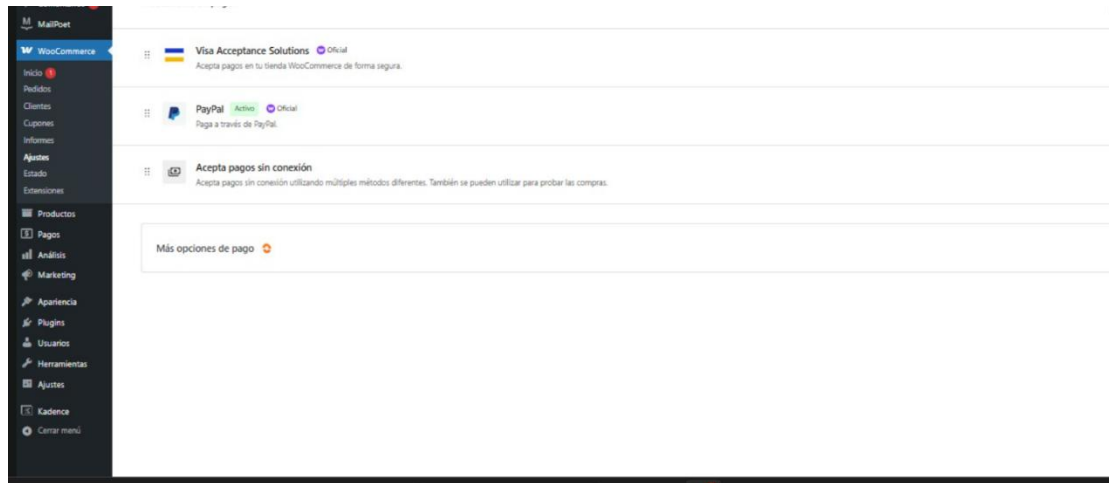 MailPoet
WooCommerce
Inicio 1
Pedidos
Clientes
Cupones
Informes
Ajustes
Estado
Extensiones
Productos
Pagos
Análisis
Marketing
Apariencia
Plugins
Usuarios
Herramientas
Ajustes
Kadence
Cerrar menú
Visa Acceptance Solutions Oficial
Acepta pagos en tu tienda WooCommerce de forma segura.
PayPal Activo Oficial
Paga a través de PayPal.
Acepta pagos sin conexión
Acepta pagos sin conexión utilizando múltiples métodos diferentes. También se pueden utilizar para probar las compras.
Más opciones de pago